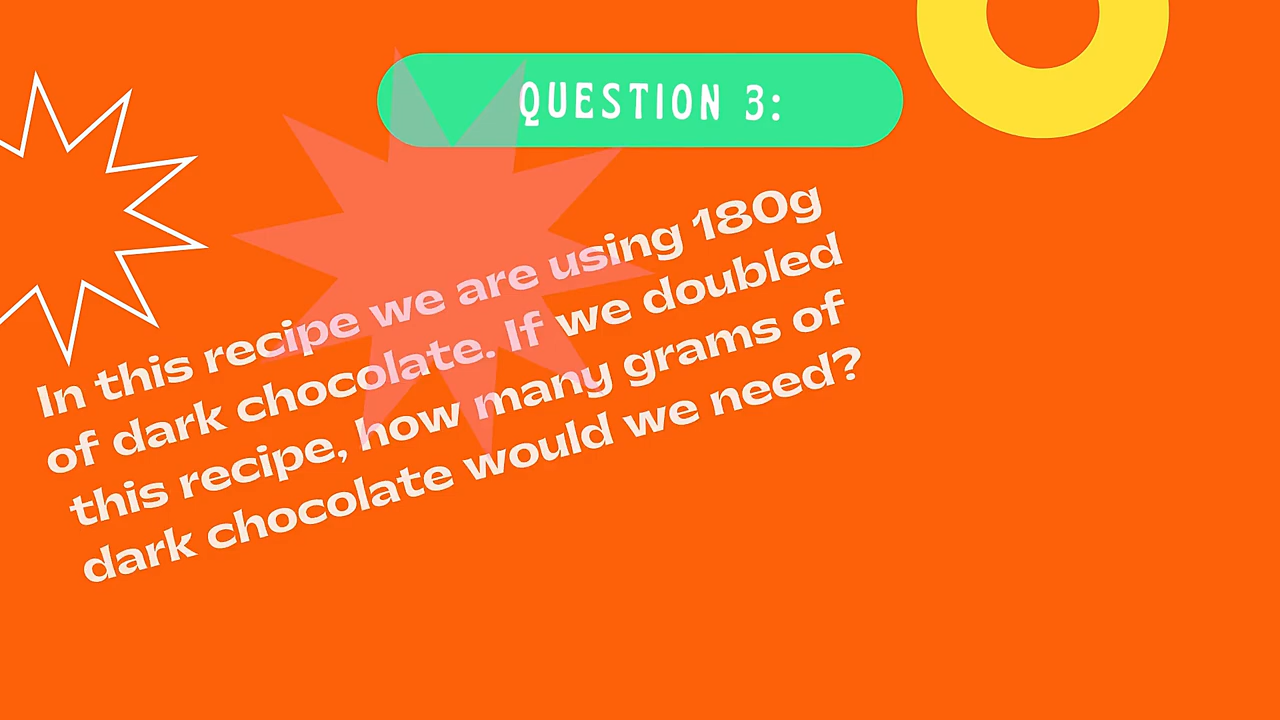 QUESTION 3:
In this recipe we are using 180g
of dark chocolate. If we doubled
this recipe, how many grams of
dark chocolate would we need?